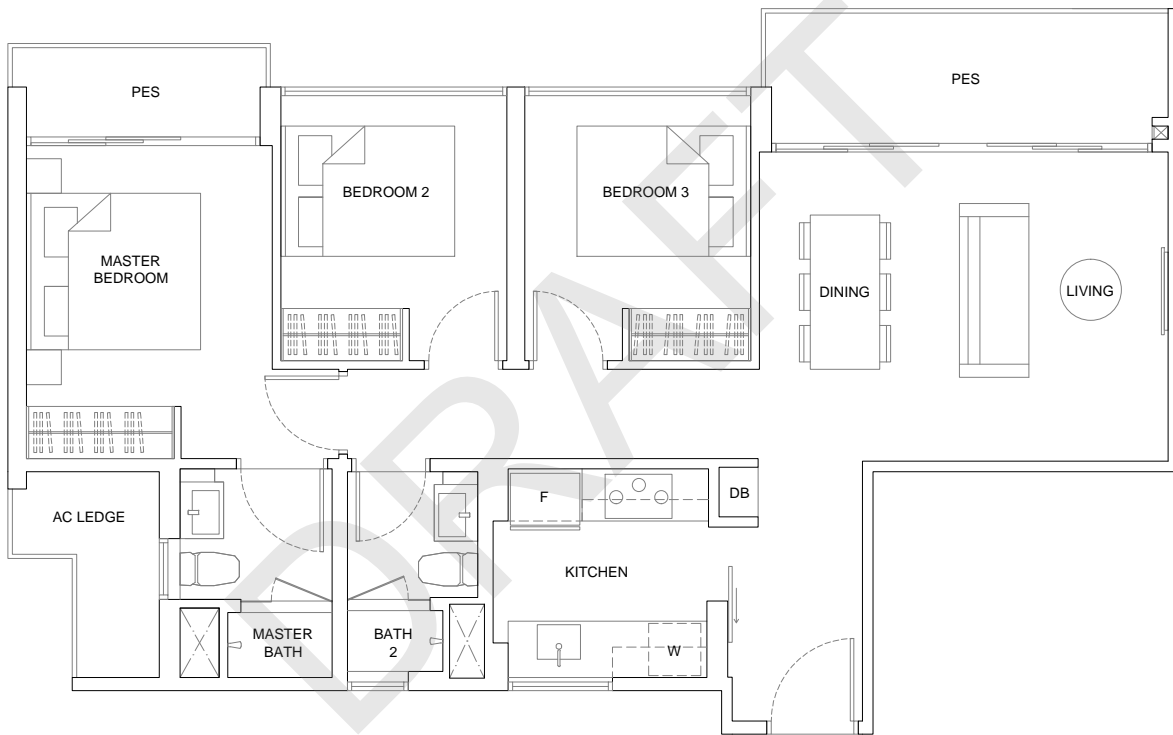 PES
PES
BEDROOM 2
BEDROOM 3
MASTER
BEDROOM
DINING
LIVING
AC LEDGE
F
DB
KITCHEN
MASTER
BATH
BATH
2
W
DRAFT